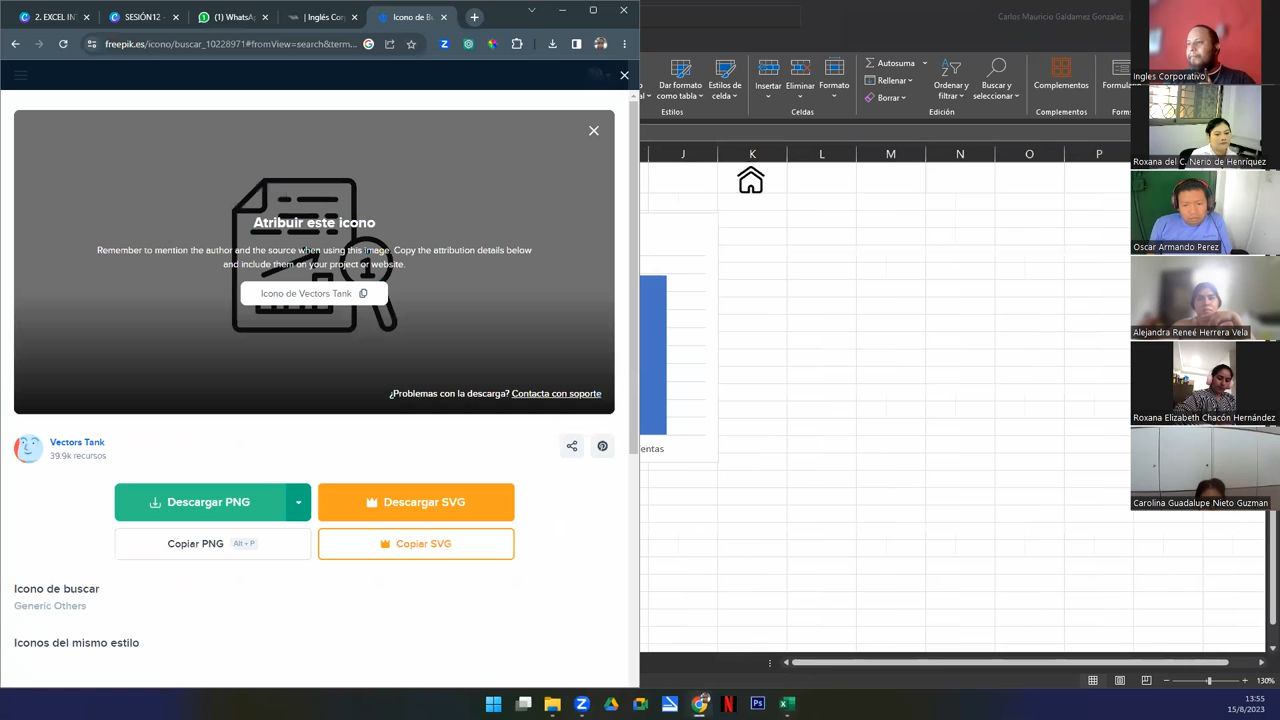 2. EXCEL INT
SESIÓN12 -
WhatsA
| Inglés Corp
Icono de Bu
Carlos Mauricio Galdamez Gonzalez
freepik.es/icono/buscar_10228971#fromView=search&term...
Autosuma
Rellenar
Borrar
Dar formato
como tabla
Estilos de
celda
Insertar
Eliminar
Formato
Ordenar y
filtrar
Buscar y
seleccionar
Complementos
Estilos
Celdas
Edición
Complementos
J K L M N O P
Atribuir este icono
Remember to mention the author and the source when using this image. Copy the attribution details below
and include them on your project or website.
Icono de Vectors Tank
¿Problemas con la descarga? Contacta con soporte
Vectors Tank
39.9k recursos
Descargar PNG
Descargar SVG
Copiar PNG Alt + P
Copiar SVG
Icono de buscar
Generic Others
Iconos del mismo estilo
entas
Ingles Corporativo
Roxana del C. Nerio de Henríquez
Oscar Armando Perez
Alejandra Reneé Herrera Vela
Roxana Elizabeth Chacón Hernández
Carolina Guadalupe Nieto Guzman
130%
13:55
15/8/2023